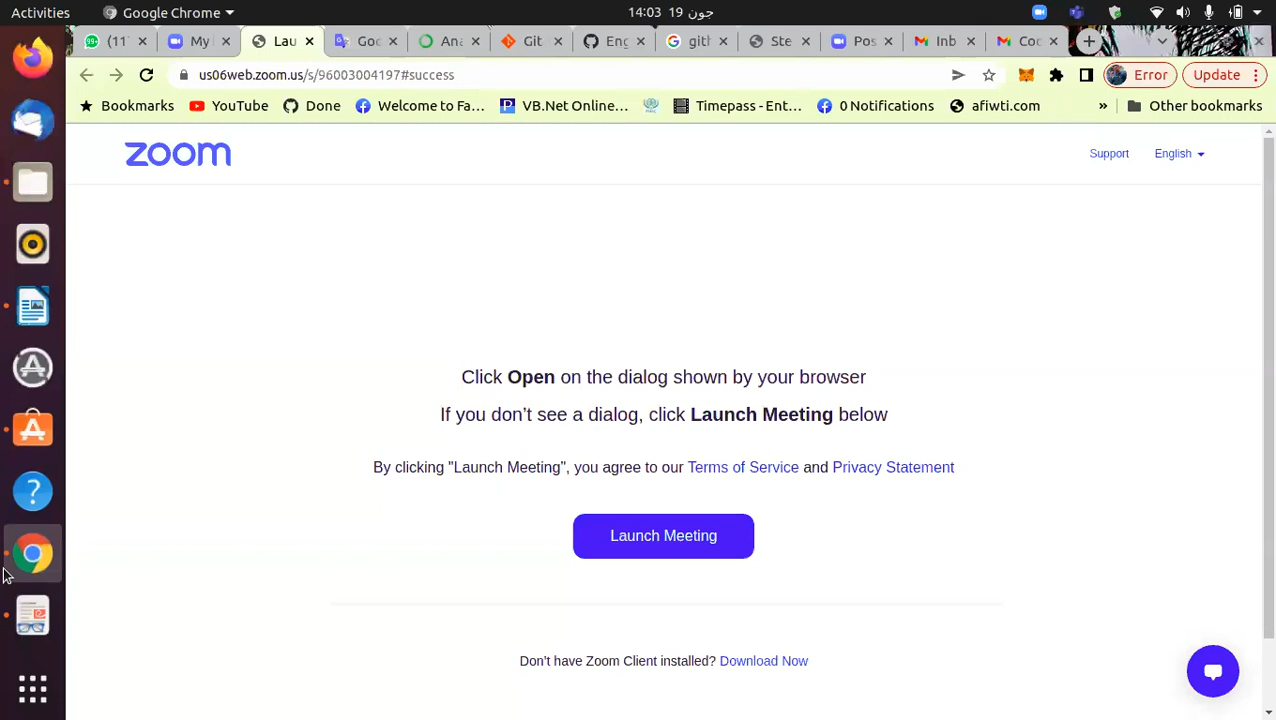 Activities
Google Chrome
14:03 19 جون
(11
My
Lau
Goo
Ana
Git
Eng
gith
Ste
Pos
Inb
Coo
us06web.zoom.us/s/96003004197#success
Error
Update
Bookmarks
YouTube
Done
Welcome to Fa...
VB.Net Online...
Timepass - Ent...
0 Notifications
afiwti.com
»
Other bookmarks
zoom
Support
English
Click Open on the dialog shown by your browser
If you don’t see a dialog, click Launch Meeting below
By clicking "Launch Meeting", you agree to our Terms of Service and Privacy Statement
Launch Meeting
Don’t have Zoom Client installed? Download Now